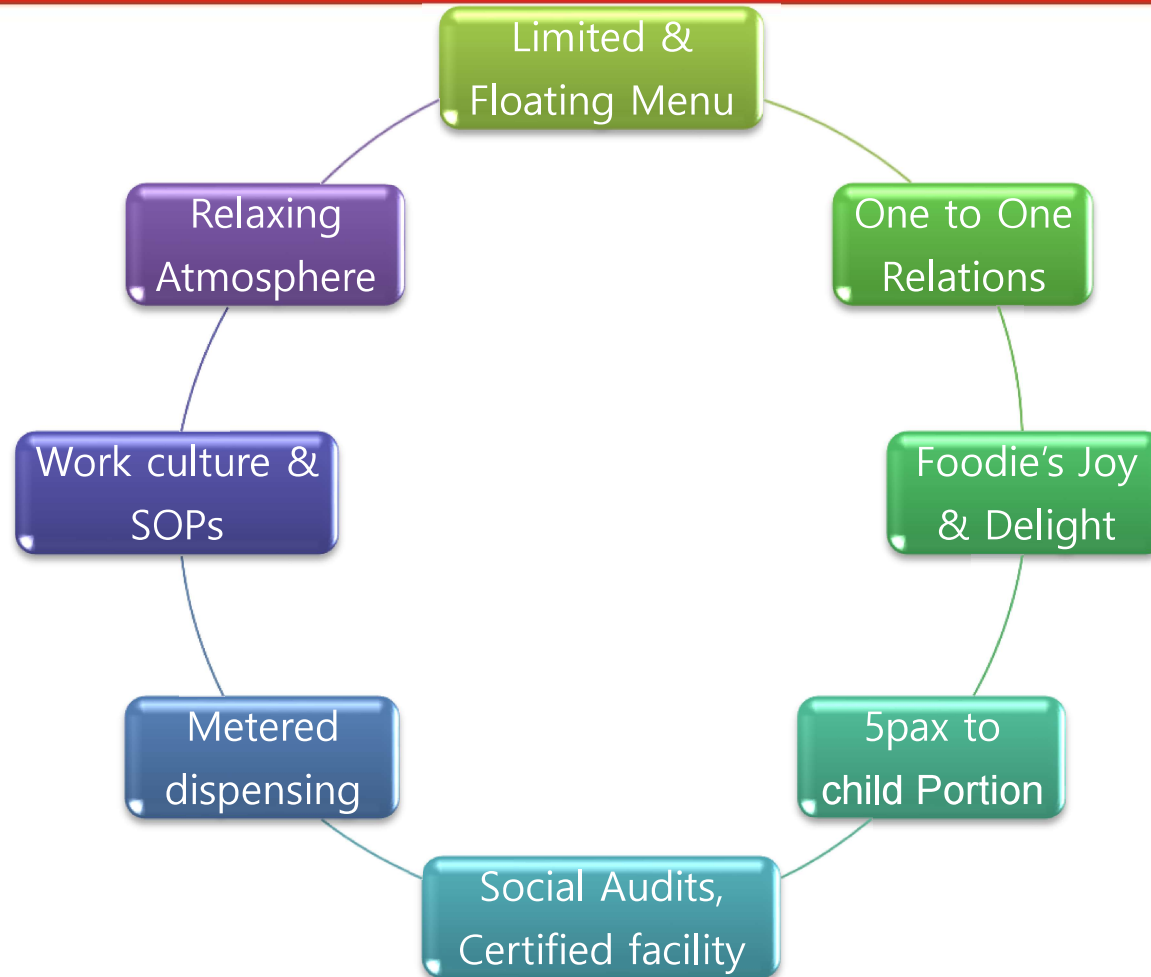 Limited &
Floating Menu
One to One
Relations
Foodie's Joy
& Delight
5pax to
child Portion
Social Audits,
Certified facility
Metered
dispensing
Work culture &
SOPs
Relaxing
Atmosphere